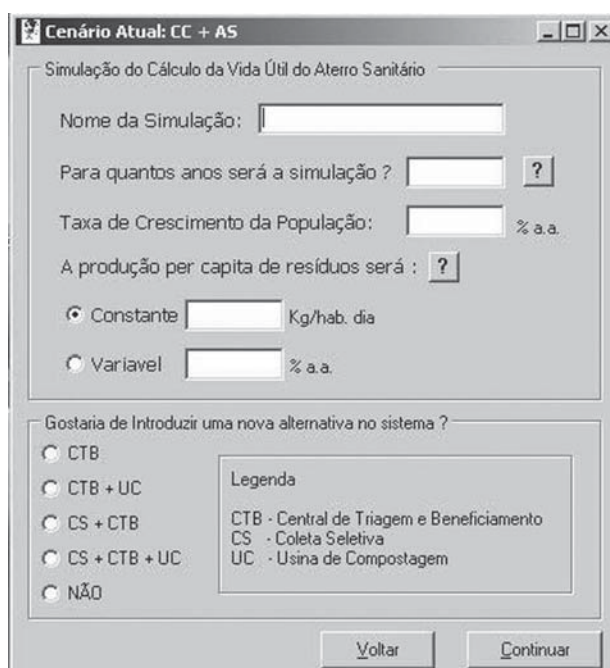 Cenário Atual: CC + AS
Simulação do Cálculo da Vida Útil do Aterro Sanitário
Nome da Simulação:
Para quantos anos será a simulação ?
?
Taxa de Crescimento da População:
% a.a.
A produção per capita de resíduos será :
?
Constante
Kg/hab. dia
Variavel
% a.a.
Gostaria de Introduzir uma nova alternativa no sistema ?
CTB
CTB + UC
CS + CTB
CS + CTB + UC
NÃO
Legenda
CTB - Central de Triagem e Beneficiamento
CS - Coleta Seletiva
UC - Usina de Compostagem
Voltar
Continuar